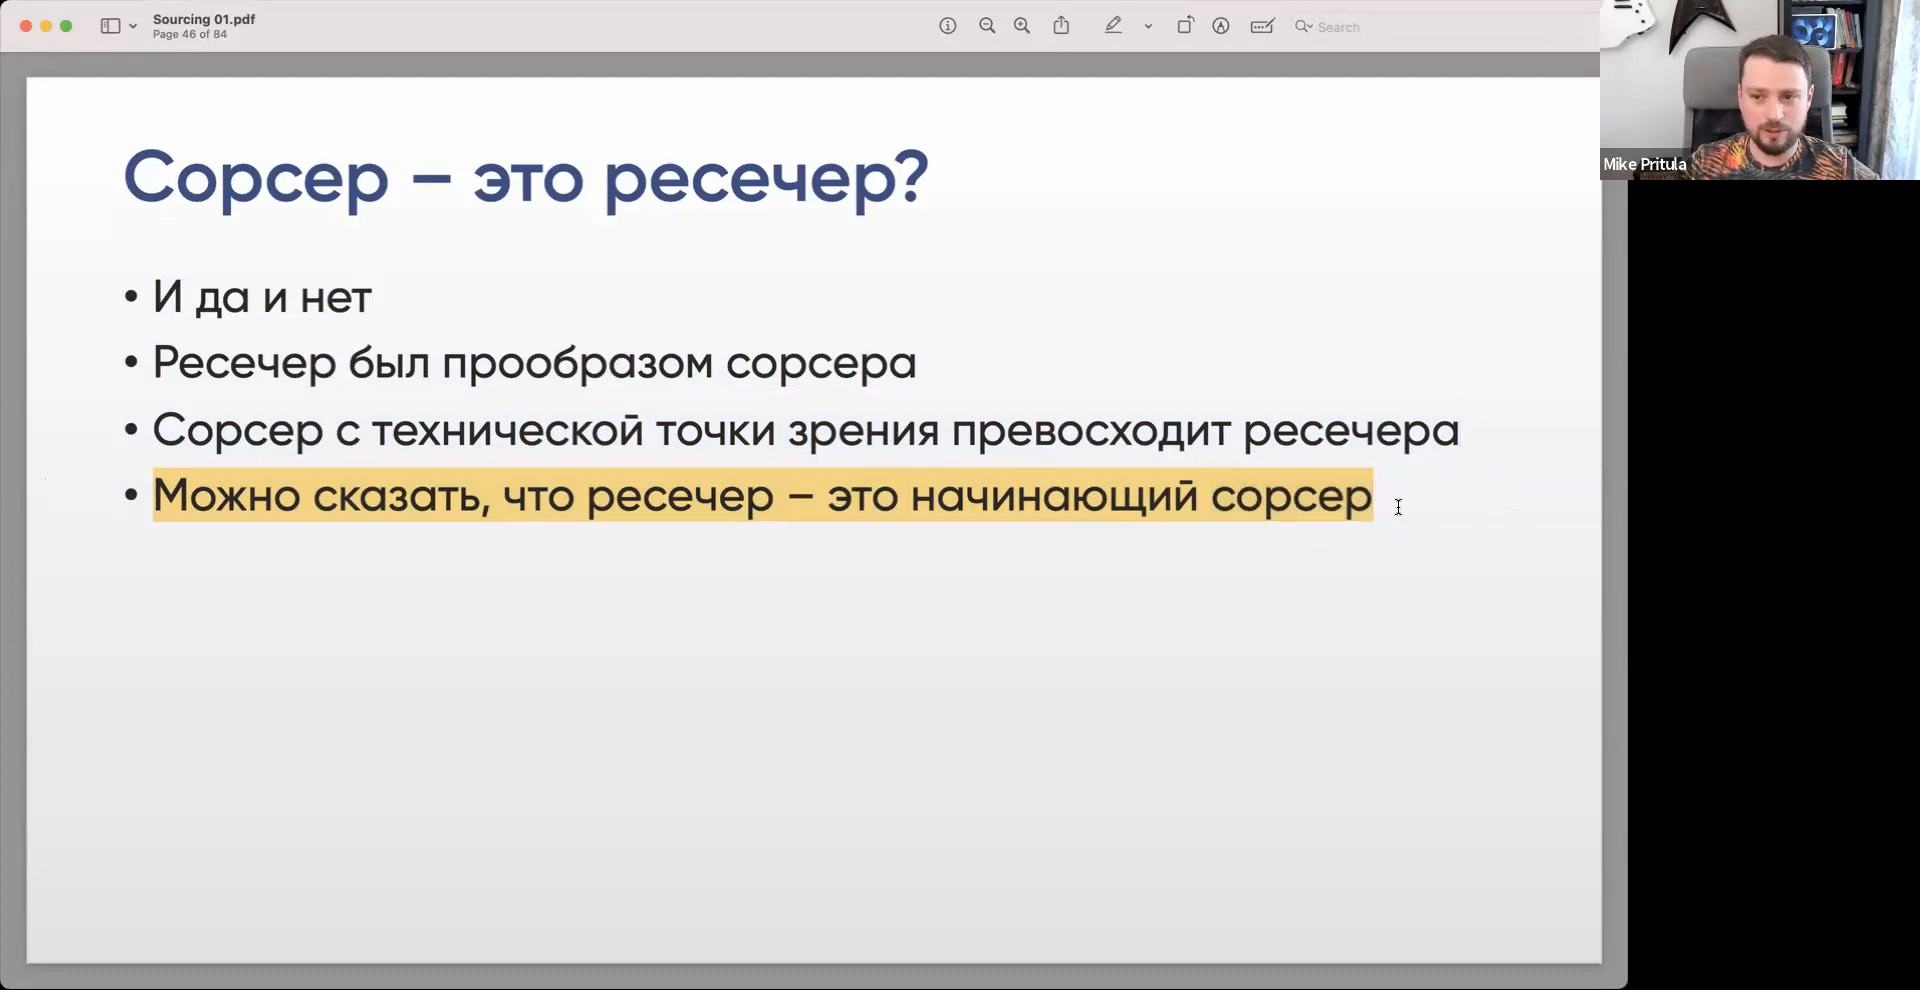 Sourcing 01.pdf
Page 46 of 84
Search
Mike Pritula
Сорсер – это ресечер?
• И да и нет
• Ресечер был прообразом сорсера
• Сорсер с технической точки зрения превосходит ресечера
• Можно сказать, что ресечер – это начинающий сорсер